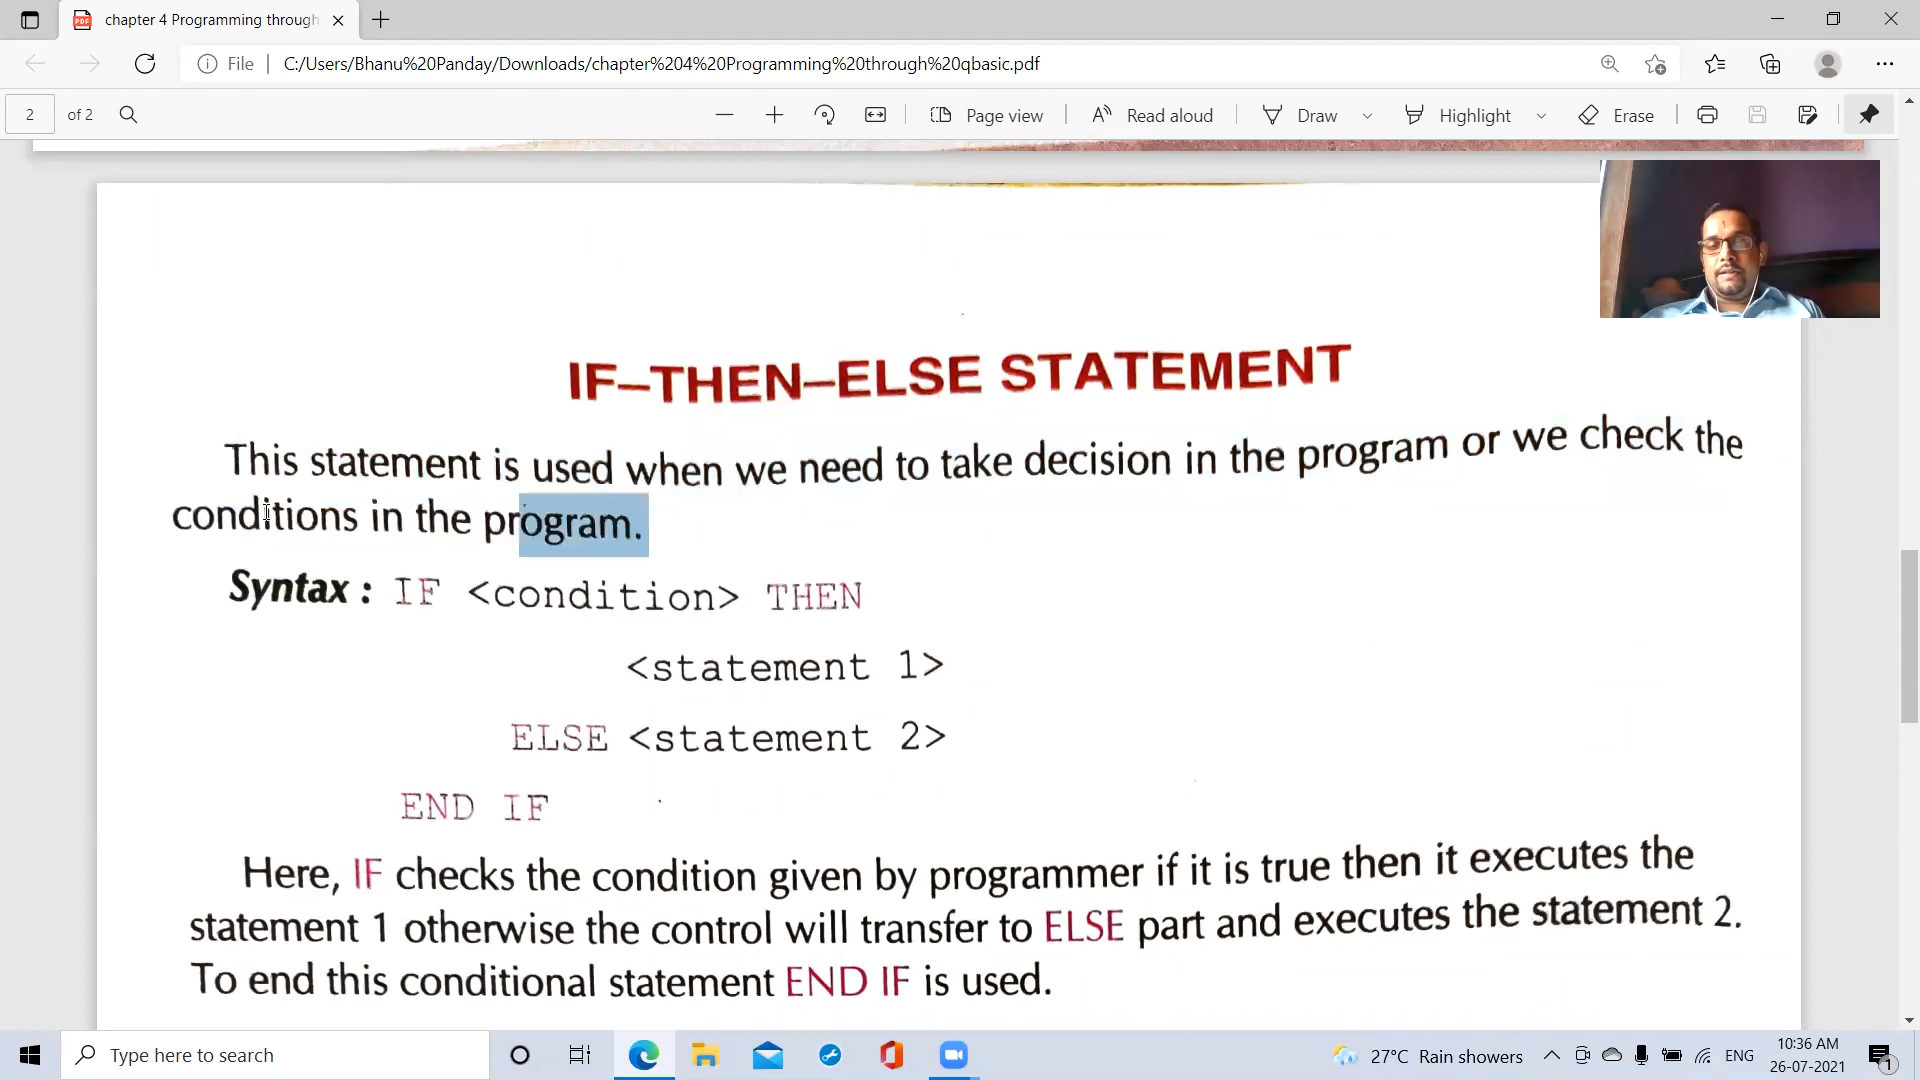 chapter 4 Programming through
File
C:/Users/Bhanu%20Panday/Downloads/chapter%204%20Programming%20through%20qbasic.pdf
2 of 2
Page view
Read aloud
Draw
Highlight
Erase
IF–THEN–ELSE STATEMENT
This statement is used when we need to take decision in the program or we check the
conditions in the program.
Syntax : IF <condition> THEN
<statement 1>
ELSE <statement 2>
END IF
Here, IF checks the condition given by programmer if it is true then it executes the
statement 1 otherwise the control will transfer to ELSE part and executes the statement 2.
To end this conditional statement END IF is used.
Type here to search
27°C Rain showers
ENG
10:36 AM
26-07-2021
1